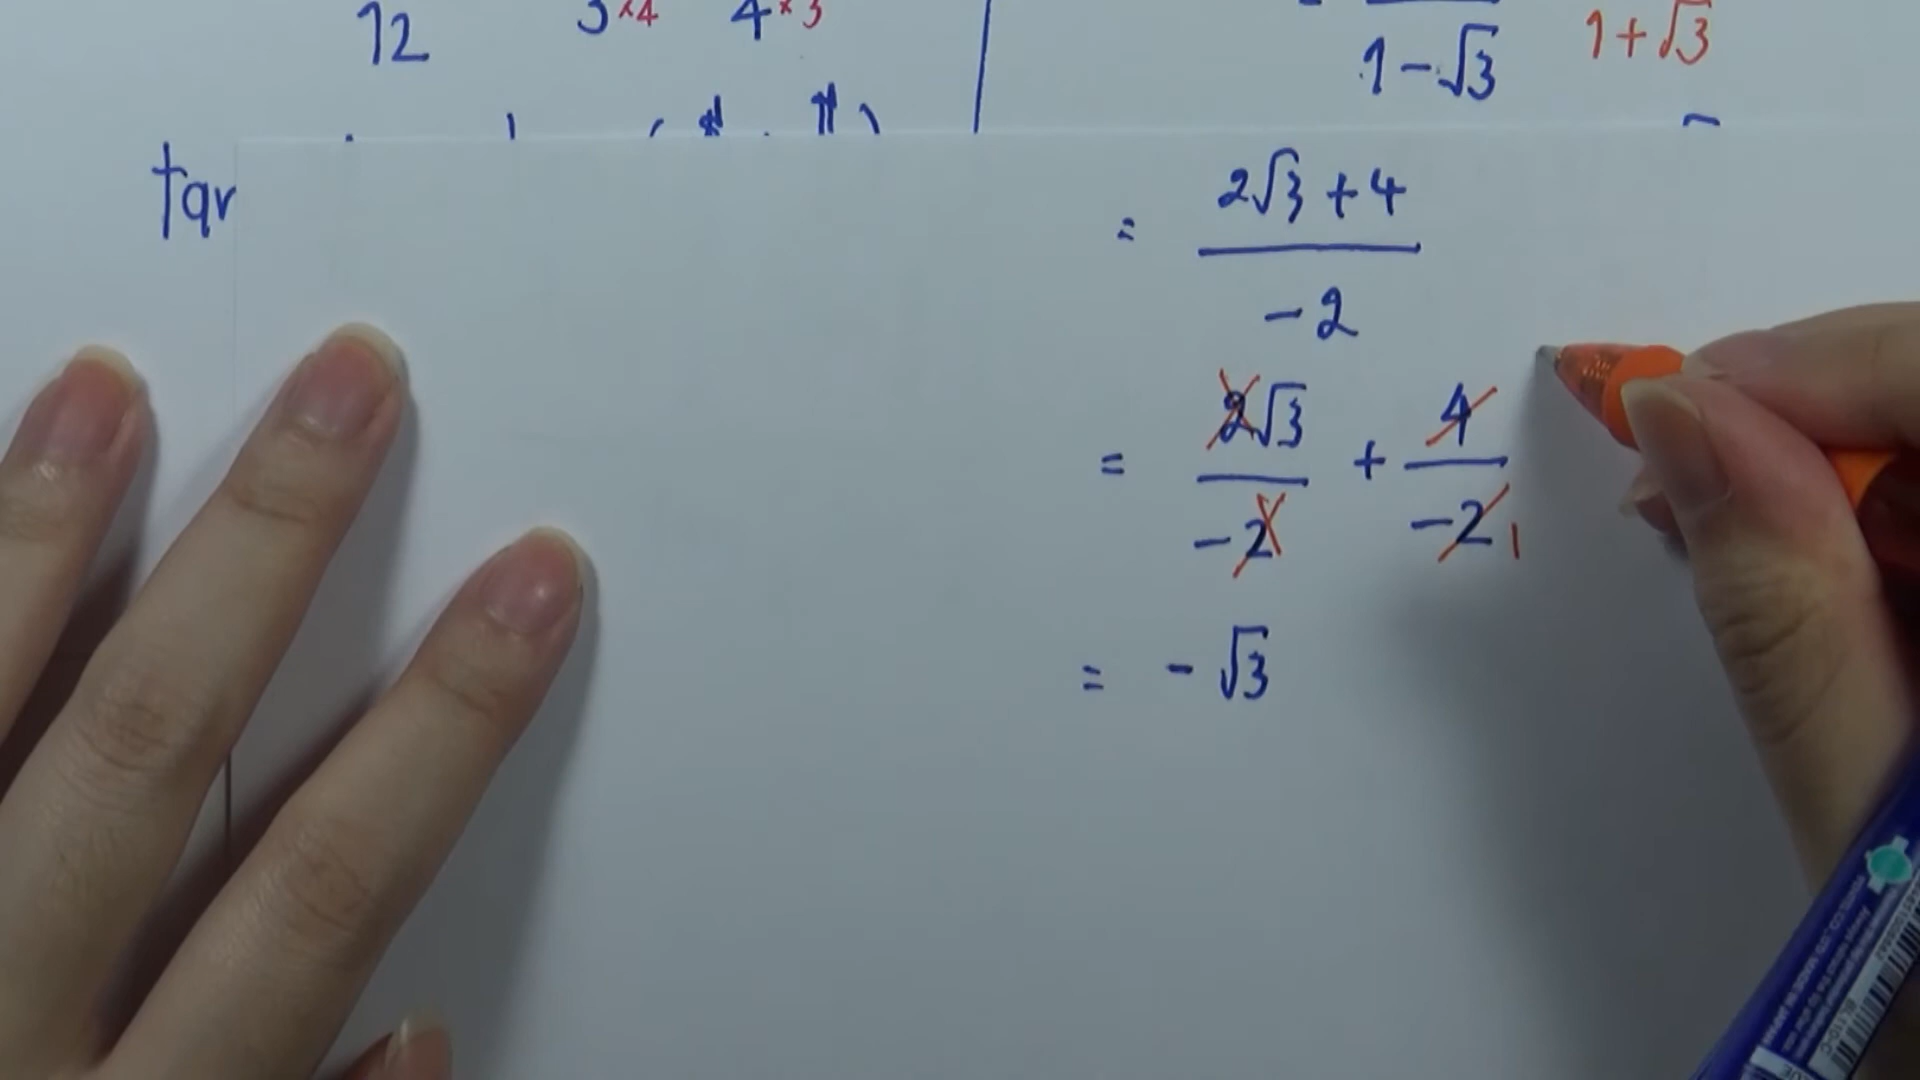 12 3×4 4×3
1-√3 1+√3
tan
= (2√3 + 4)/(-2)
= (2√3)/(-2) + 4/(-2) 1
= -√3